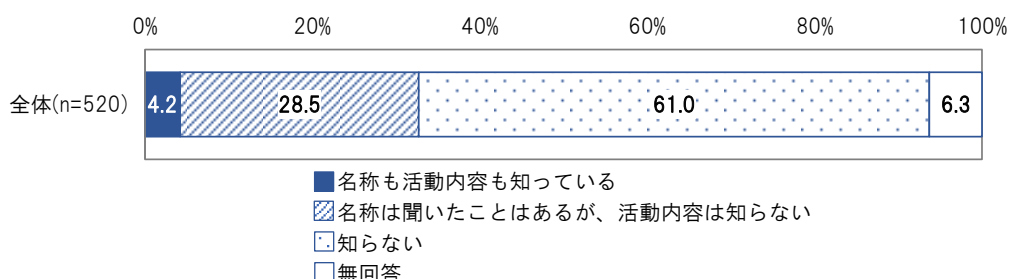 0% 20% 40% 60% 80% 100%
全体(n=520) 4.2 28.5 61.0 6.3
名称も活動内容も知っている
名称は聞いたことはあるが、活動内容は知らない
知らない
無回答